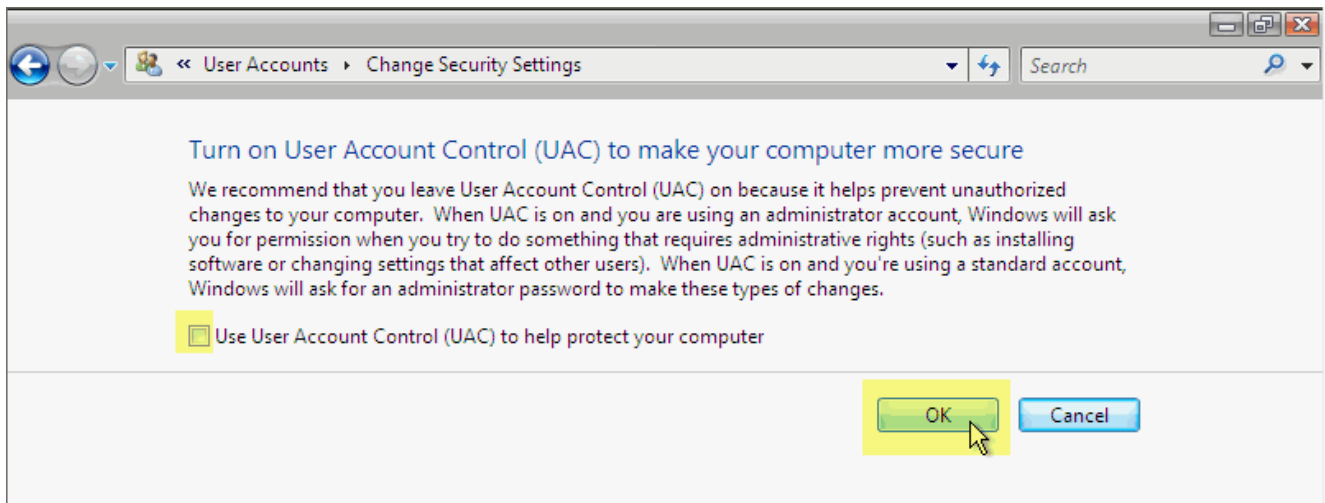 « User Accounts ▸ Change Security Settings
Search
Turn on User Account Control (UAC) to make your computer more secure
We recommend that you leave User Account Control (UAC) on because it helps prevent unauthorized
changes to your computer.  When UAC is on and you are using an administrator account, Windows will ask
you for permission when you try to do something that requires administrative rights (such as installing
software or changing settings that affect other users).  When UAC is on and you're using a standard account,
Windows will ask for an administrator password to make these types of changes.
Use User Account Control (UAC) to help protect your computer
OK
Cancel